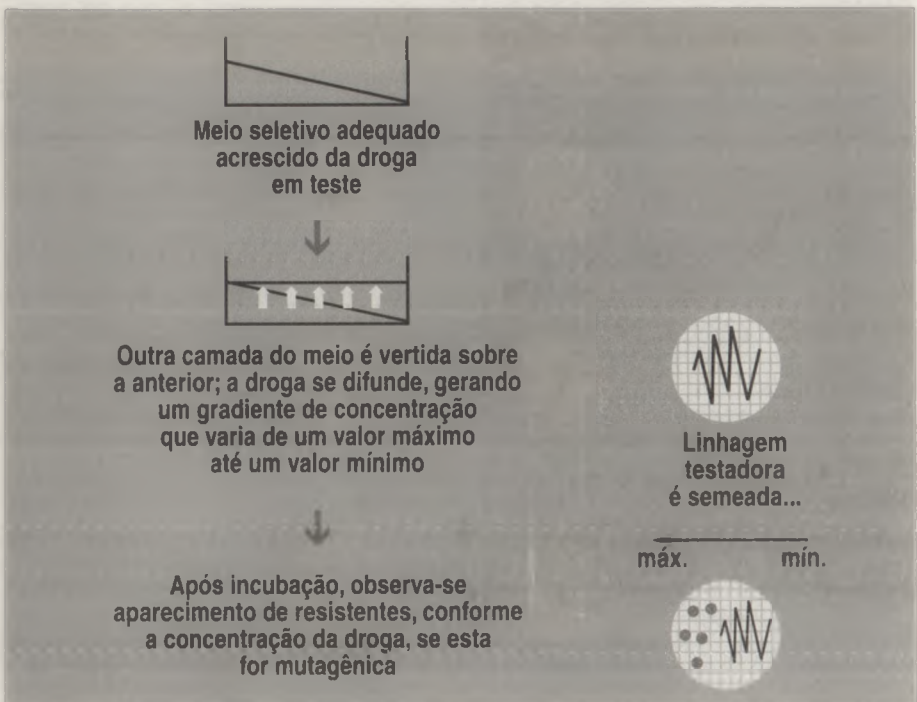 Meio seletivo adequado
acrescido da droga
em teste
Outra camada do meio é vertida sobre
a anterior; a droga se difunde, gerando
um gradiente de concentração
que varia de um valor máximo
até um valor mínimo
Linhagem
testadora
é semeada...
máx. mín.
Após incubação, observa-se
aparecimento de resistentes, conforme
a concentração da droga, se esta
for mutagênica